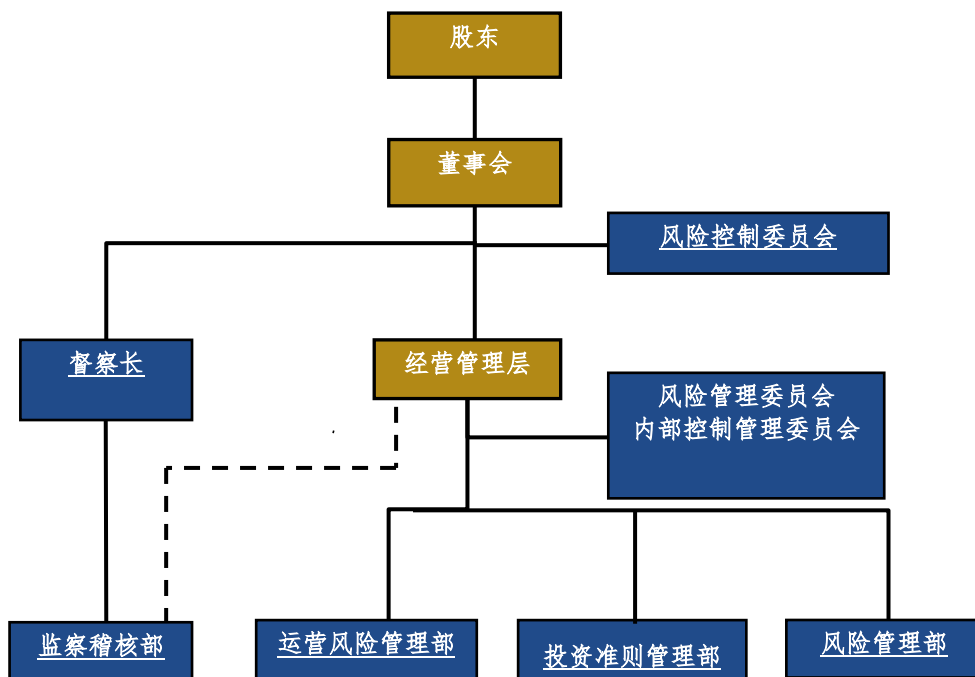 股东
董事会
风险控制委员会
督察长
经营管理层
风险管理委员会
内部控制管理委员会
监察稽核部
运营风险管理部
投资准则管理部
风险管理部